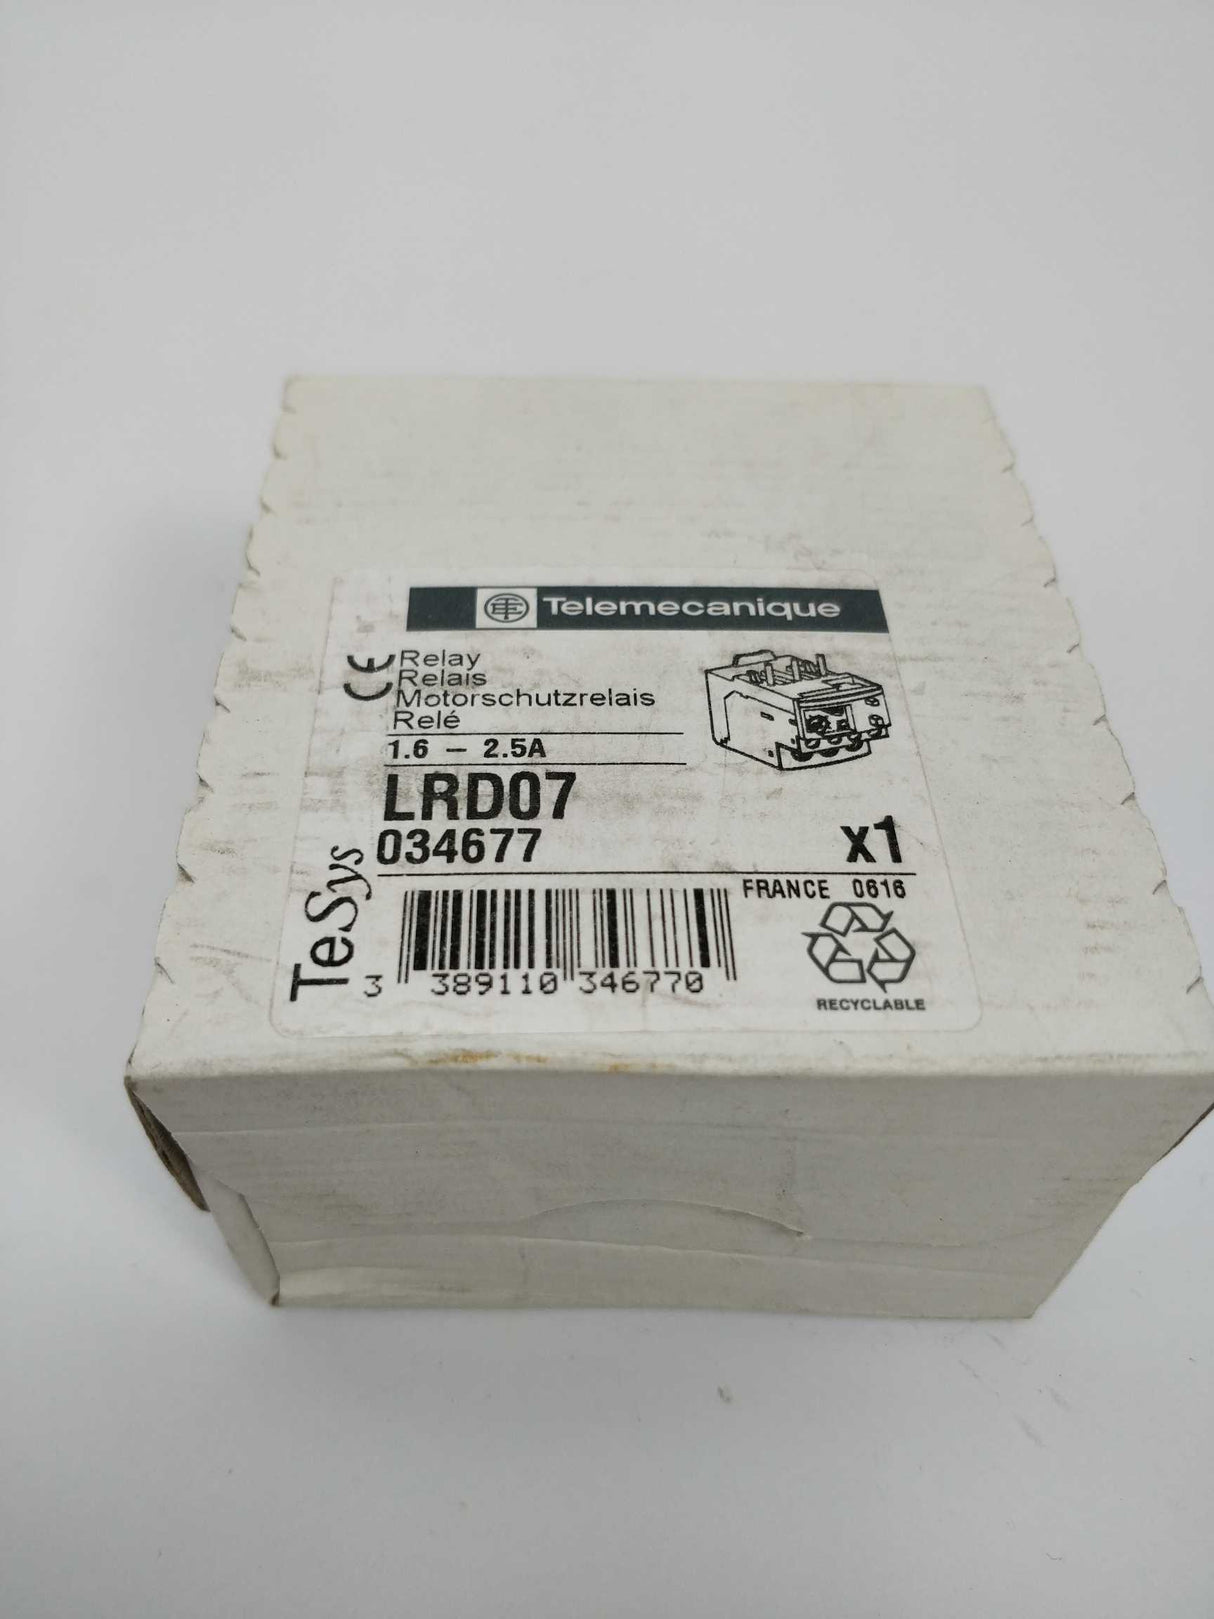 Telemecanique
CE Relay
Relais
Motorschutzrelais
Relé
1.6 - 2.5A
LRD07
034677
x1
FRANCE 0616
TeSys
3 389110 346770
RECYCLABLE